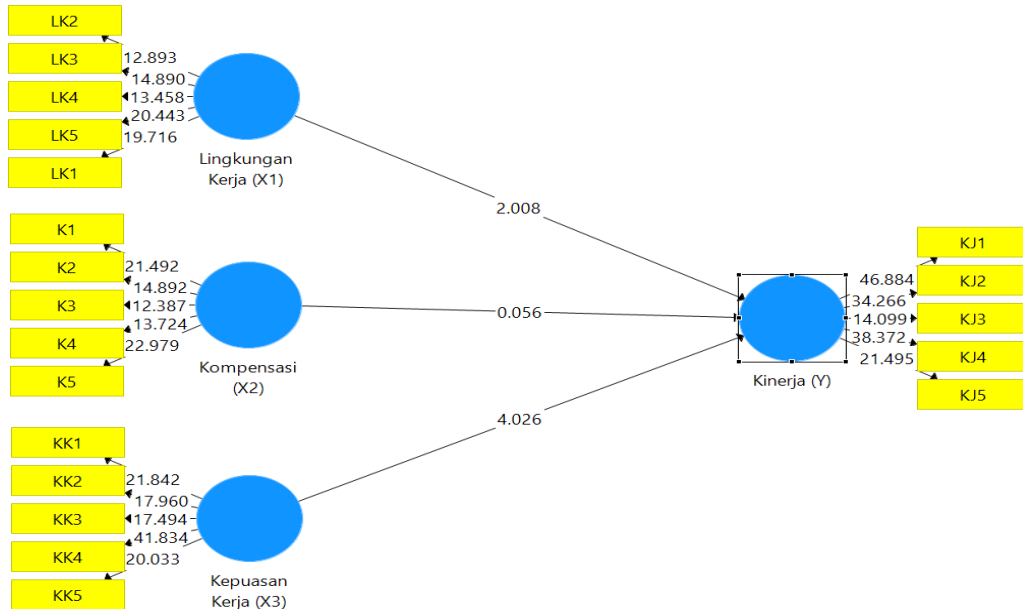 LK2
LK3
LK4
LK5
LK1
12.893
14.890
13.458
20.443
19.716
Lingkungan
Kerja (X1)
2.008
K1
K2
K3
K4
K5
21.492
14.892
12.387
13.724
22.979
Kompensasi
(X2)
0.056
KK1
KK2
KK3
KK4
KK5
21.842
17.960
17.494
41.834
20.033
Kepuasan
Kerja (X3)
4.026
Kinerja (Y)
46.884
34.266
14.099
38.372
21.495
KJ1
KJ2
KJ3
KJ4
KJ5